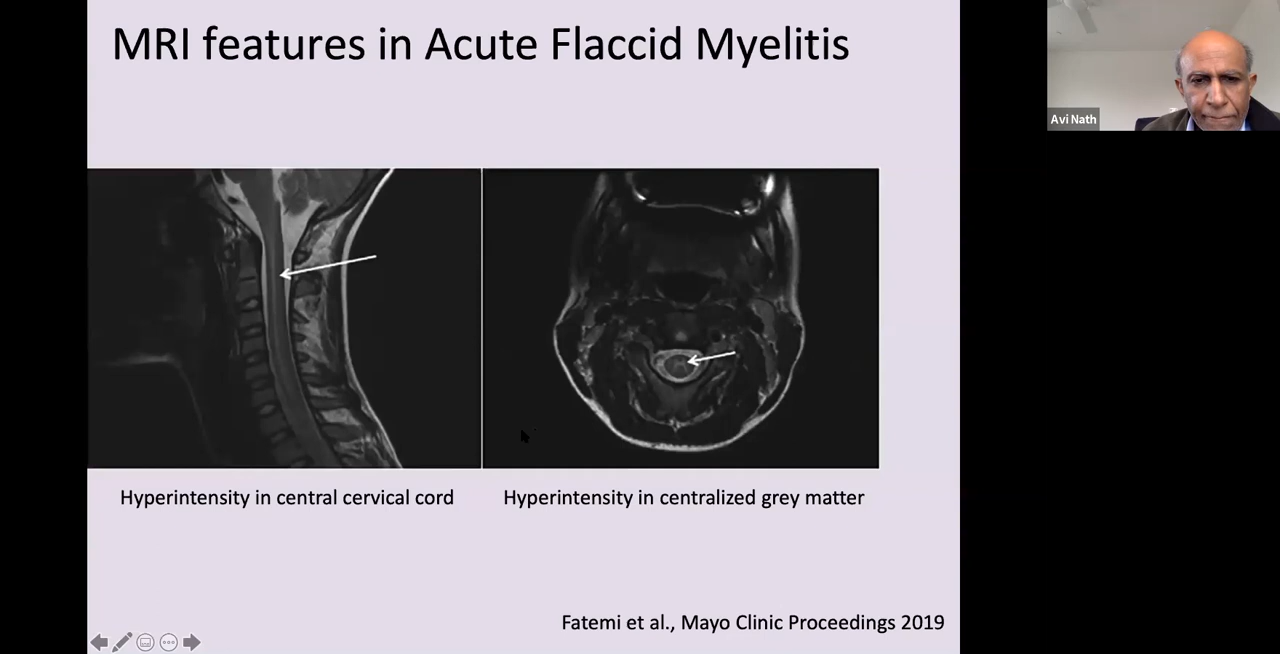 MRI features in Acute Flaccid Myelitis
Avi Nath
Hyperintensity in central cervical cord
Hyperintensity in centralized grey matter
Fatemi et al., Mayo Clinic Proceedings 2019